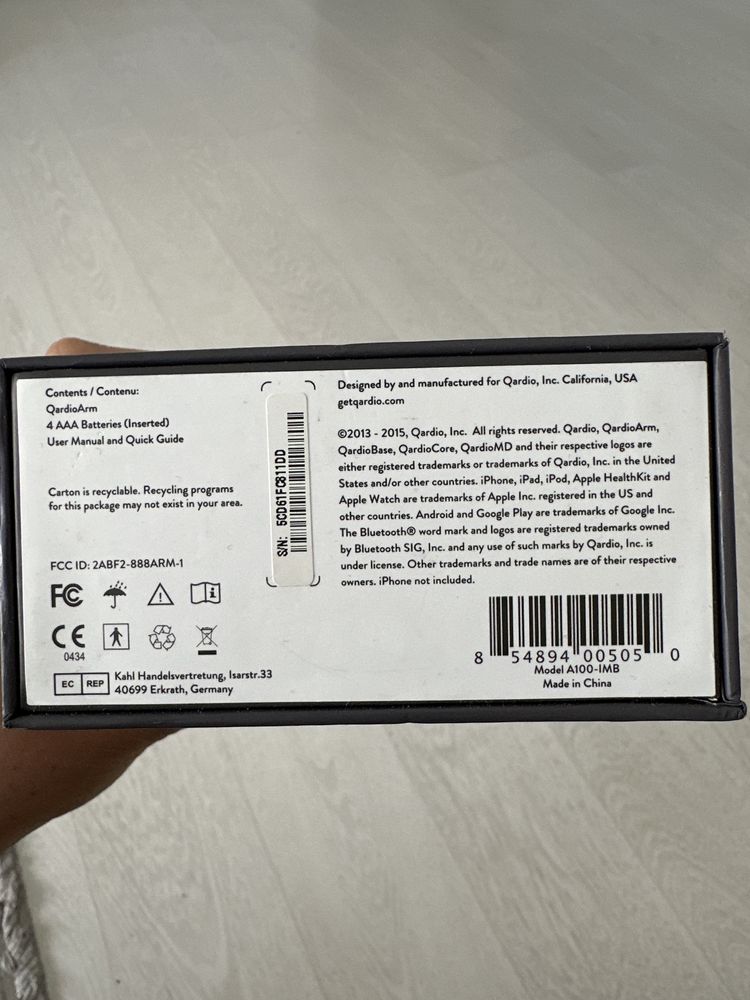 Contents / Contenu:
QardioArm
4 AAA Batteries (Inserted)
User Manual and Quick Guide
Carton is recyclable. Recycling programs
for this package may not exist in your area.
FCC ID: 2ABF2-888ARM-1
FC
CE
0434
EC REP
Kahl Handelsvertretung, Isarstr.33
40699 Erkrath, Germany
S/N: 5CD61FC811DD
Designed by and manufactured for Qardio, Inc. California, USA
getqardio.com
©2013 - 2015, Qardio, Inc. All rights reserved. Qardio, QardioArm,
QardioBase, QardioCore, QardioMD and their respective logos are
either registered trademarks or trademarks of Qardio, Inc. in the United
States and/or other countries. iPhone, iPad, iPod, Apple HealthKit and
Apple Watch are trademarks of Apple Inc. registered in the US and
other countries. Android and Google Play are trademarks of Google Inc.
The Bluetooth® word mark and logos are registered trademarks owned
by Bluetooth SIG, Inc. and any use of such marks by Qardio, Inc. is
under license. Other trademarks and trade names are of their respective
owners. iPhone not included.
8 54894 00505 0
Model A100-IMB
Made in China